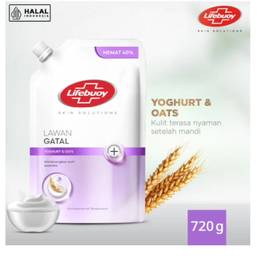 HALAL
INDONESIA
Lifebuoy
SKIN SOLUTIONS
HEMAT 40%
Lifebuoy
SKIN SOLUTIONS
LAWAN
GATAL
YOGHURT & OATS
YOGHURT &
OATS
Kulit terasa nyaman
setelah mandi
720 g